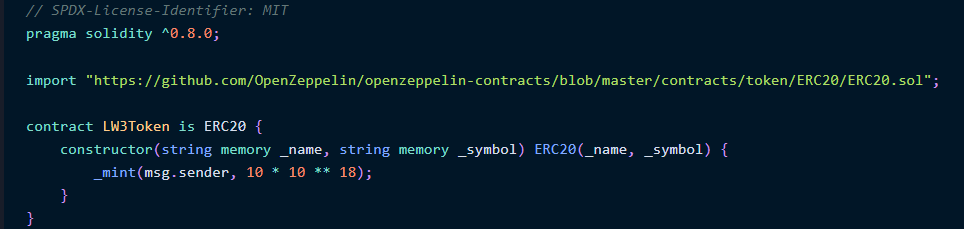 // SPDX-License-Identifier: MIT
pragma solidity ^0.8.0;
import "https://github.com/OpenZeppelin/openzeppelin-contracts/blob/master/contracts/token/ERC20/ERC20.sol";
contract LW3Token is ERC20 {
    constructor(string memory _name, string memory _symbol) ERC20(_name, _symbol) {
        _mint(msg.sender, 10 * 10 ** 18);
    }
}